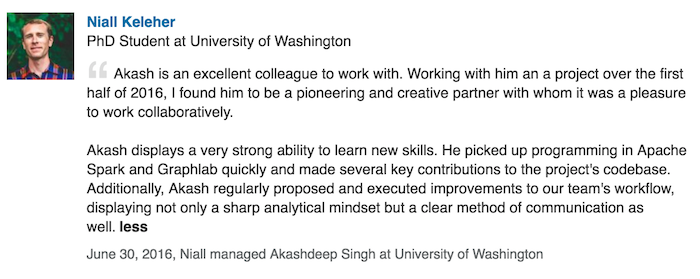 Niall Keleher
PhD Student at University of Washington
“ Akash is an excellent colleague to work with. Working with him an a project over the first
half of 2016, I found him to be a pioneering and creative partner with whom it was a pleasure
to work collaboratively.
Akash displays a very strong ability to learn new skills. He picked up programming in Apache
Spark and Graphlab quickly and made several key contributions to the project's codebase.
Additionally, Akash regularly proposed and executed improvements to our team's workflow,
displaying not only a sharp analytical mindset but a clear method of communication as
well. less
June 30, 2016, Niall managed Akashdeep Singh at University of Washington